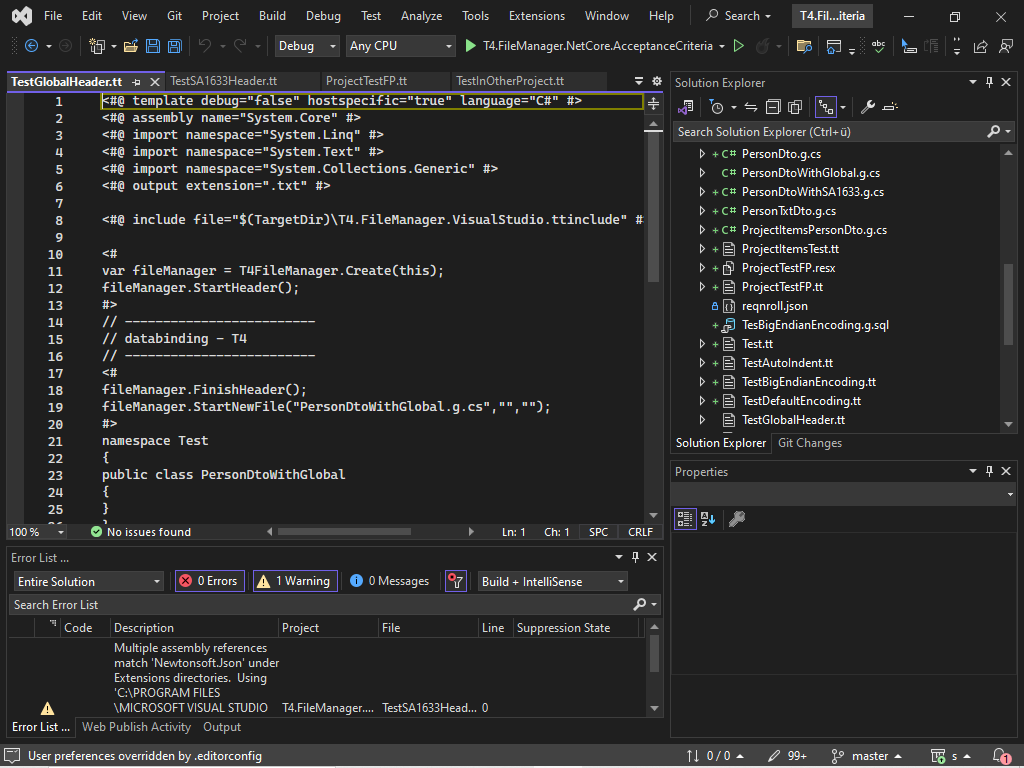 File Edit View Git Project Build Debug Test Analyze Tools Extensions Window Help Search T4.Fil...iteria
Debug Any CPU T4.FileManager.NetCore.AcceptanceCriteria
TestGlobalHeader.tt TestSA1633Header.tt ProjectTestFP.tt TestInOtherProject.tt
1 <#@ template debug="false" hostspecific="true" language="C#" #>
2 <#@ assembly name="System.Core" #>
3 <#@ import namespace="System.Linq" #>
4 <#@ import namespace="System.Text" #>
5 <#@ import namespace="System.Collections.Generic" #>
6 <#@ output extension=".txt" #>
7
8 <#@ include file="$(TargetDir)\T4.FileManager.VisualStudio.ttinclude" #
9
10 <#
11 var fileManager = T4FileManager.Create(this);
12 fileManager.StartHeader();
13 #>
14 // -------------------------
15 // databinding - T4
16 // -------------------------
17 <#
18 fileManager.FinishHeader();
19 fileManager.StartNewFile("PersonDtoWithGlobal.g.cs","","");
20 #>
21 namespace Test
22 {
23 public class PersonDtoWithGlobal
24 {
25 }
100 % No issues found Ln: 1 Ch: 1 SPC CRLF
Error List ...
Entire Solution 0 Errors 1 Warning 0 Messages Build + IntelliSense
Search Error List
Code Description Project File Line Suppression State
Multiple assembly references
match 'NewtonsoftJson' under
Extensions directories. Using
'C:\PROGRAM FILES
\MICROSOFT VISUAL STUDIO T4.FileManager.... TestSA1633Head... 0
Error List ... Web Publish Activity Output
Solution Explorer
Search Solution Explorer (Ctrl+ü)
C# PersonDto.g.cs
C# PersonDtoWithGlobal.g.cs
C# PersonDtoWithSA1633.g.cs
C# PersonTxtDto.g.cs
C# ProjectItemsPersonDto.g.cs
ProjectItemsTest.tt
ProjectTestFP.resx
ProjectTestFP.tt
reqnroll.json
TesBigEndianEncoding.g.sql
Test.tt
TestAutoIndent.tt
TestBigEndianEncoding.tt
TestDefaultEncoding.tt
TestGlobalHeader.tt
Solution Explorer Git Changes
Properties
User preferences overridden by .editorconfig 0 / 0 99+ master s 1